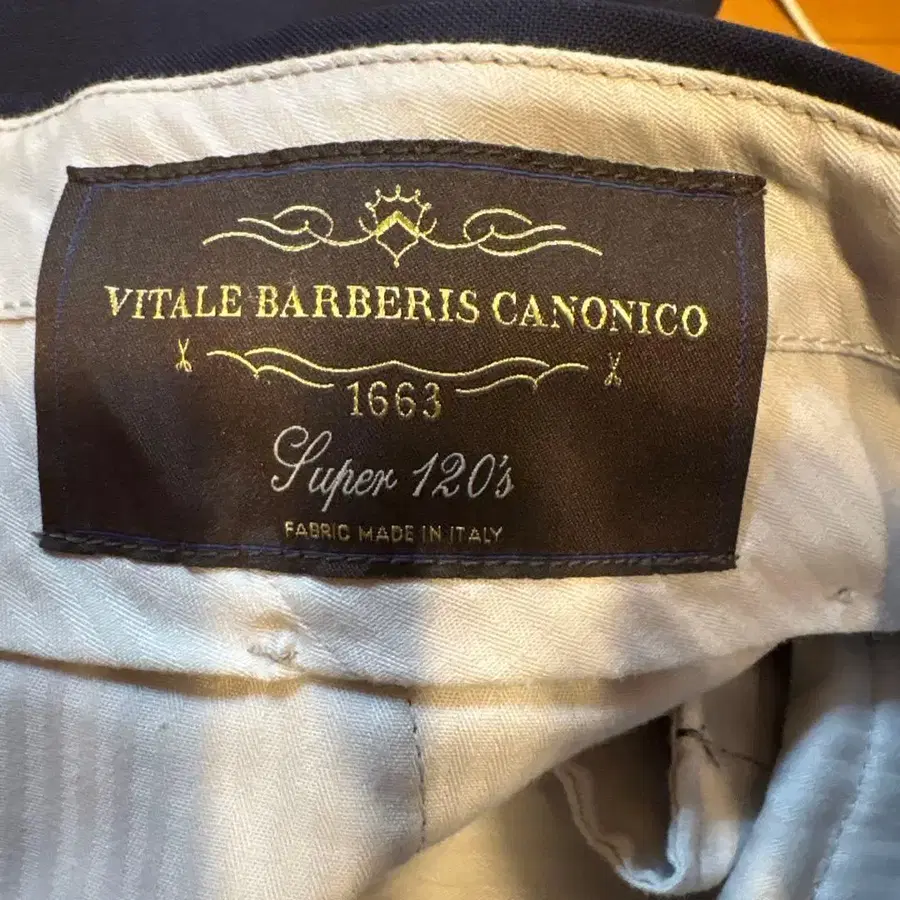 VITALE BARBERIS CANONICO
1663
Super 120's
FABRIC MADE IN ITALY